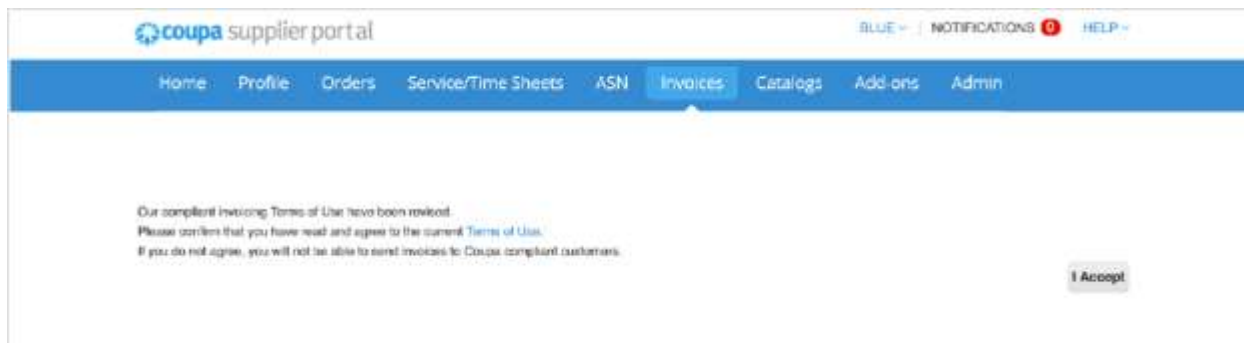 coupa supplier portal
BLUE | NOTIFICATIONS 0 HELP
Home Profile Orders Service/Time Sheets ASN Invoices Catalogs Add-ons Admin
Our compliant invoicing Terms of Use have been revised.
Please confirm that you have read and agree to the current Terms of Use.
If you do not agree, you will not be able to send invoices to Coupa compliant customers.
I Accept